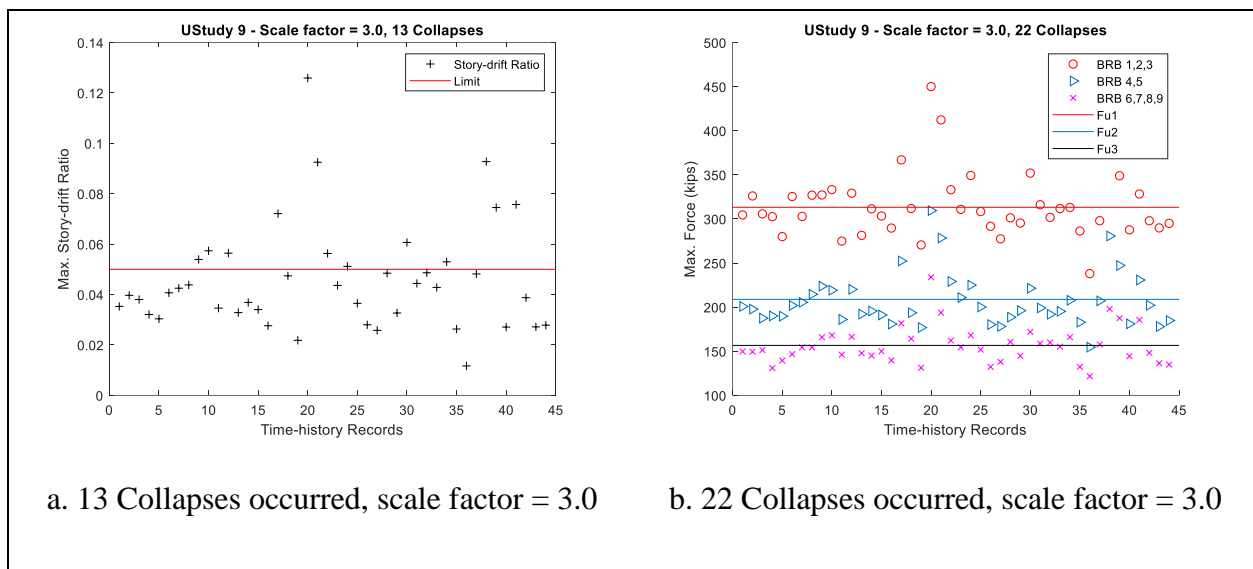 UStudy 9 - Scale factor = 3.0, 13 Collapses
0.14
0.12
0.1
0.08
0.06
0.04
0.02
0
Max. Story-drift Ratio
Story-drift Ratio
Limit
0 5 10 15 20 25 30 35 40 45
Time-history Records
a. 13 Collapses occurred, scale factor = 3.0
UStudy 9 - Scale factor = 3.0, 22 Collapses
500
450
400
350
300
250
200
150
100
Max. Force (kips)
BRB 1,2,3
BRB 4,5
BRB 6,7,8,9
Fu1
Fu2
Fu3
0 5 10 15 20 25 30 35 40 45
Time-history Records
b. 22 Collapses occurred, scale factor = 3.0